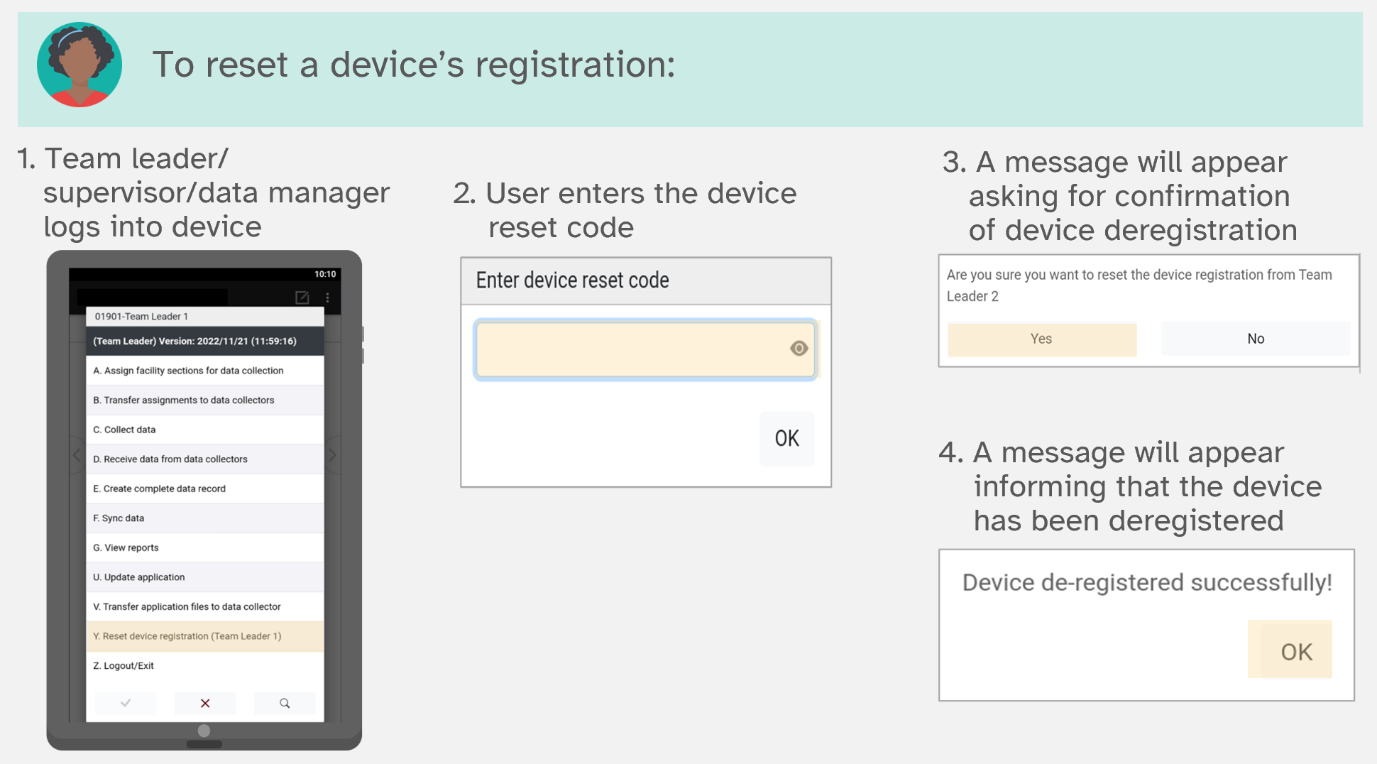 To reset a device’s registration:
1. Team leader/
supervisor/data manager
logs into device
10:10
01901-Team Leader 1
(Team Leader) Version: 2022/11/21 (11:59:16)
A. Assign facility sections for data collection
B. Transfer assignments to data collectors
C. Collect data
D. Receive data from data collectors
E. Create complete data record
F. Sync data
G. View reports
U. Update application
V. Transfer application files to data collector
Y. Reset device registration (Team Leader 1)
Z. Logout/Exit
2. User enters the device
reset code
Enter device reset code
OK
3. A message will appear
asking for confirmation
of device deregistration
Are you sure you want to reset the device registration from Team
Leader 2
Yes No
4. A message will appear
informing that the device
has been deregistered
Device de-registered successfully!
OK